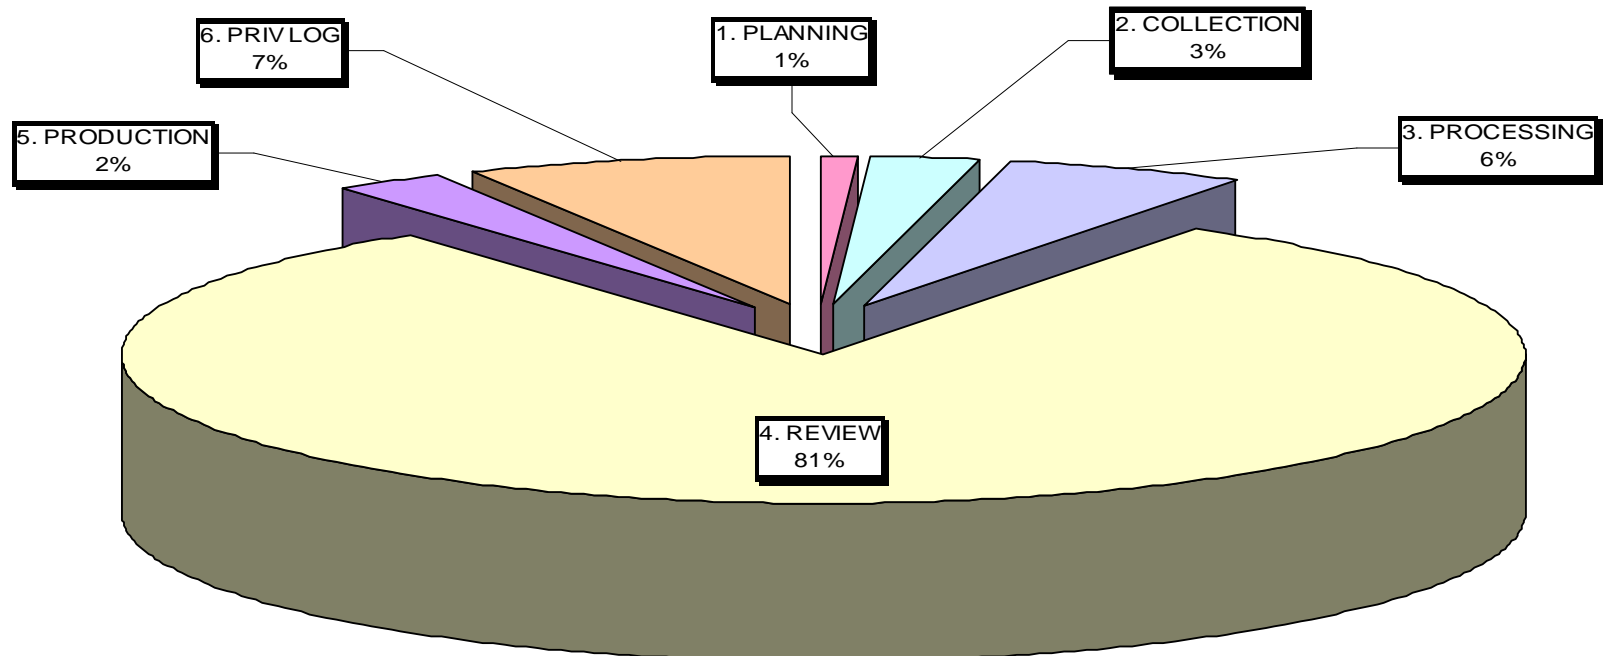 6. PRIV LOG
7%
1. PLANNING
1%
2. COLLECTION
3%
5. PRODUCTION
2%
3. PROCESSING
6%
4. REVIEW
81%